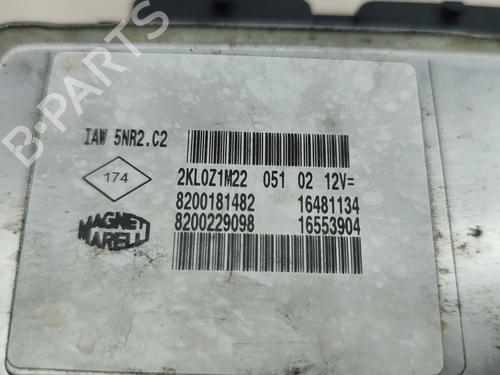 IAW 5NR2.C2
174
2KL0Z1M22 051 02 12V=
8200181482 16481134
8200229098 16553904
MAGNETI
MARELLI
B-PARTS